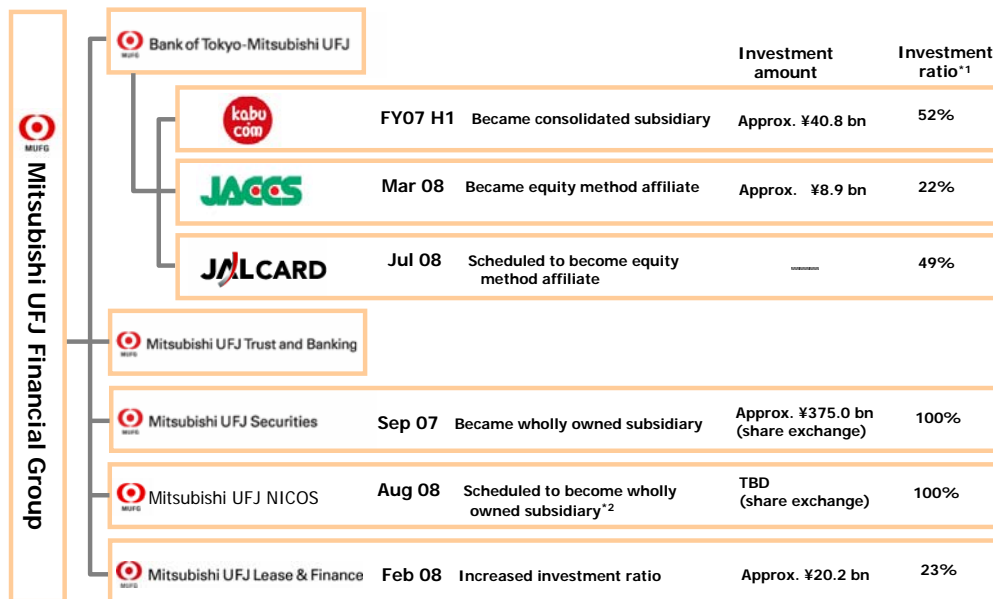 MUFG
Mitsubishi UFJ Financial Group
MUFG
Bank of Tokyo-Mitsubishi UFJ
Investment
amount
Investment
ratio*1
kabu
com
FY07 H1 Became consolidated subsidiary Approx. ¥40.8 bn 52%
JACCS
Mar 08 Became equity method affiliate Approx. ¥8.9 bn 22%
JALCARD
Jul 08 Scheduled to become equity
method affiliate
49%
MUFG
Mitsubishi UFJ Trust and Banking
MUFG
Mitsubishi UFJ Securities
Sep 07 Became wholly owned subsidiary
Approx. ¥375.0 bn
(share exchange)
100%
MUFG
Mitsubishi UFJ NICOS
Aug 08 Scheduled to become wholly
owned subsidiary*2
TBD
(share exchange)
100%
MUFG
Mitsubishi UFJ Lease & Finance Feb 08 Increased investment ratio Approx. ¥20.2 bn 23%